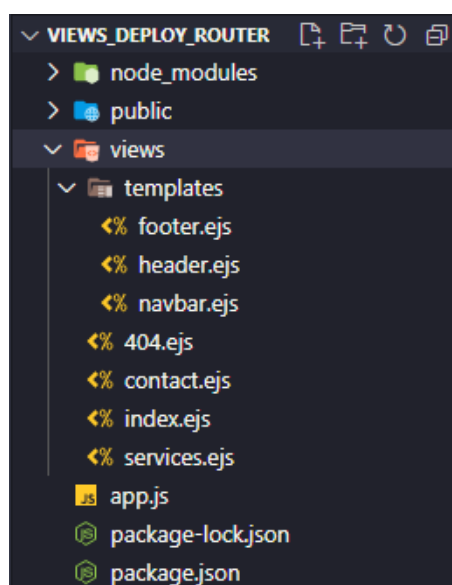 VIEWS_DEPLOY_ROUTER
node_modules
public
views
templates
footer.ejs
header.ejs
navbar.ejs
404.ejs
contact.ejs
index.ejs
services.ejs
JS app.js
package-lock.json
package.json